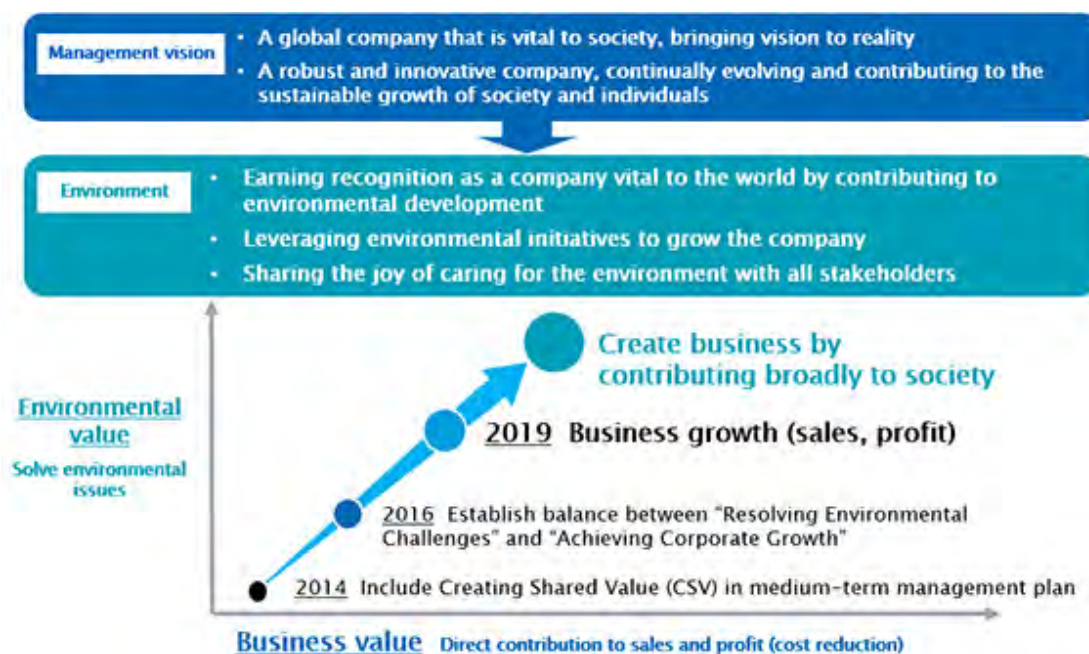 Management vision
• A global company that is vital to society, bringing vision to reality
• A robust and innovative company, continually evolving and contributing to the
sustainable growth of society and individuals
Environment
• Earning recognition as a company vital to the world by contributing to
environmental development
• Leveraging environmental initiatives to grow the company
• Sharing the joy of caring for the environment with all stakeholders
Create business by
contributing broadly to society
Environmental
value
Solve environmental
issues
2019 Business growth (sales, profit)
2016 Establish balance between “Resolving Environmental
Challenges” and “Achieving Corporate Growth”
2014 Include Creating Shared Value (CSV) in medium-term management plan
Business value Direct contribution to sales and profit (cost reduction)